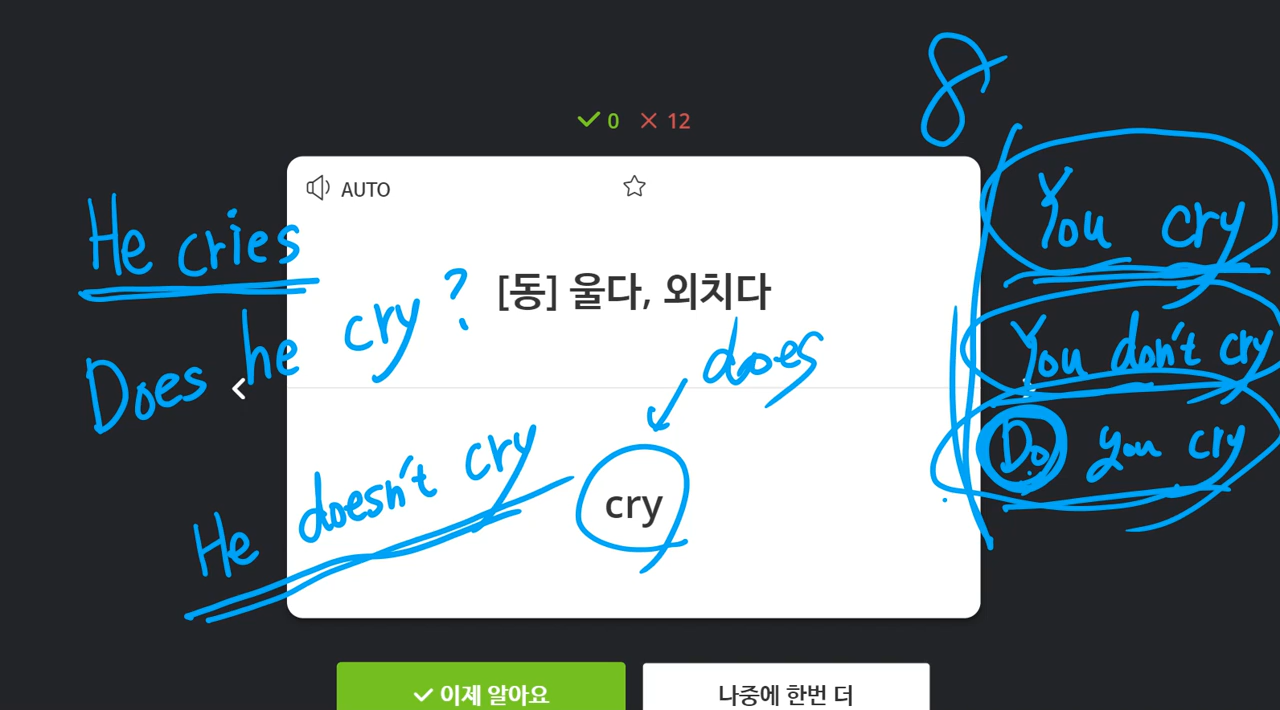 8
0 12
AUTO
You cry
He cries
[동] 울다, 외치다
cry ?
Does he
does
You don't cry
Do you cry
He doesn't cry
cry
이제 알아요
나중에 한번 더